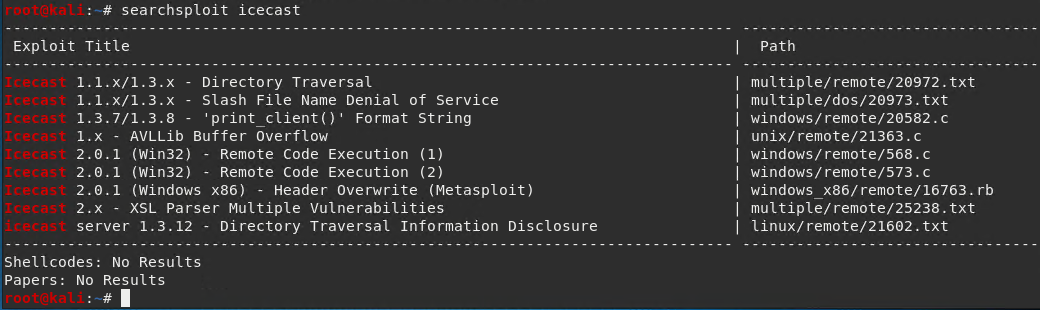 root@kali:~# searchsploit icecast
------------------------------------------------------------------------------- ---------------------------------
Exploit Title | Path
------------------------------------------------------------------------------- ---------------------------------
Icecast 1.1.x/1.3.x - Directory Traversal | multiple/remote/20972.txt
Icecast 1.1.x/1.3.x - Slash File Name Denial of Service | multiple/dos/20973.txt
Icecast 1.3.7/1.3.8 - 'print_client()' Format String | windows/remote/20582.c
Icecast 1.x - AVLLib Buffer Overflow | unix/remote/21363.c
Icecast 2.0.1 (Win32) - Remote Code Execution (1) | windows/remote/568.c
Icecast 2.0.1 (Win32) - Remote Code Execution (2) | windows/remote/573.c
Icecast 2.0.1 (Windows x86) - Header Overwrite (Metasploit) | windows_x86/remote/16763.rb
Icecast 2.x - XSL Parser Multiple Vulnerabilities | multiple/remote/25238.txt
icecast server 1.3.12 - Directory Traversal Information Disclosure | linux/remote/21602.txt
------------------------------------------------------------------------------- ---------------------------------
Shellcodes: No Results
Papers: No Results
root@kali:~#